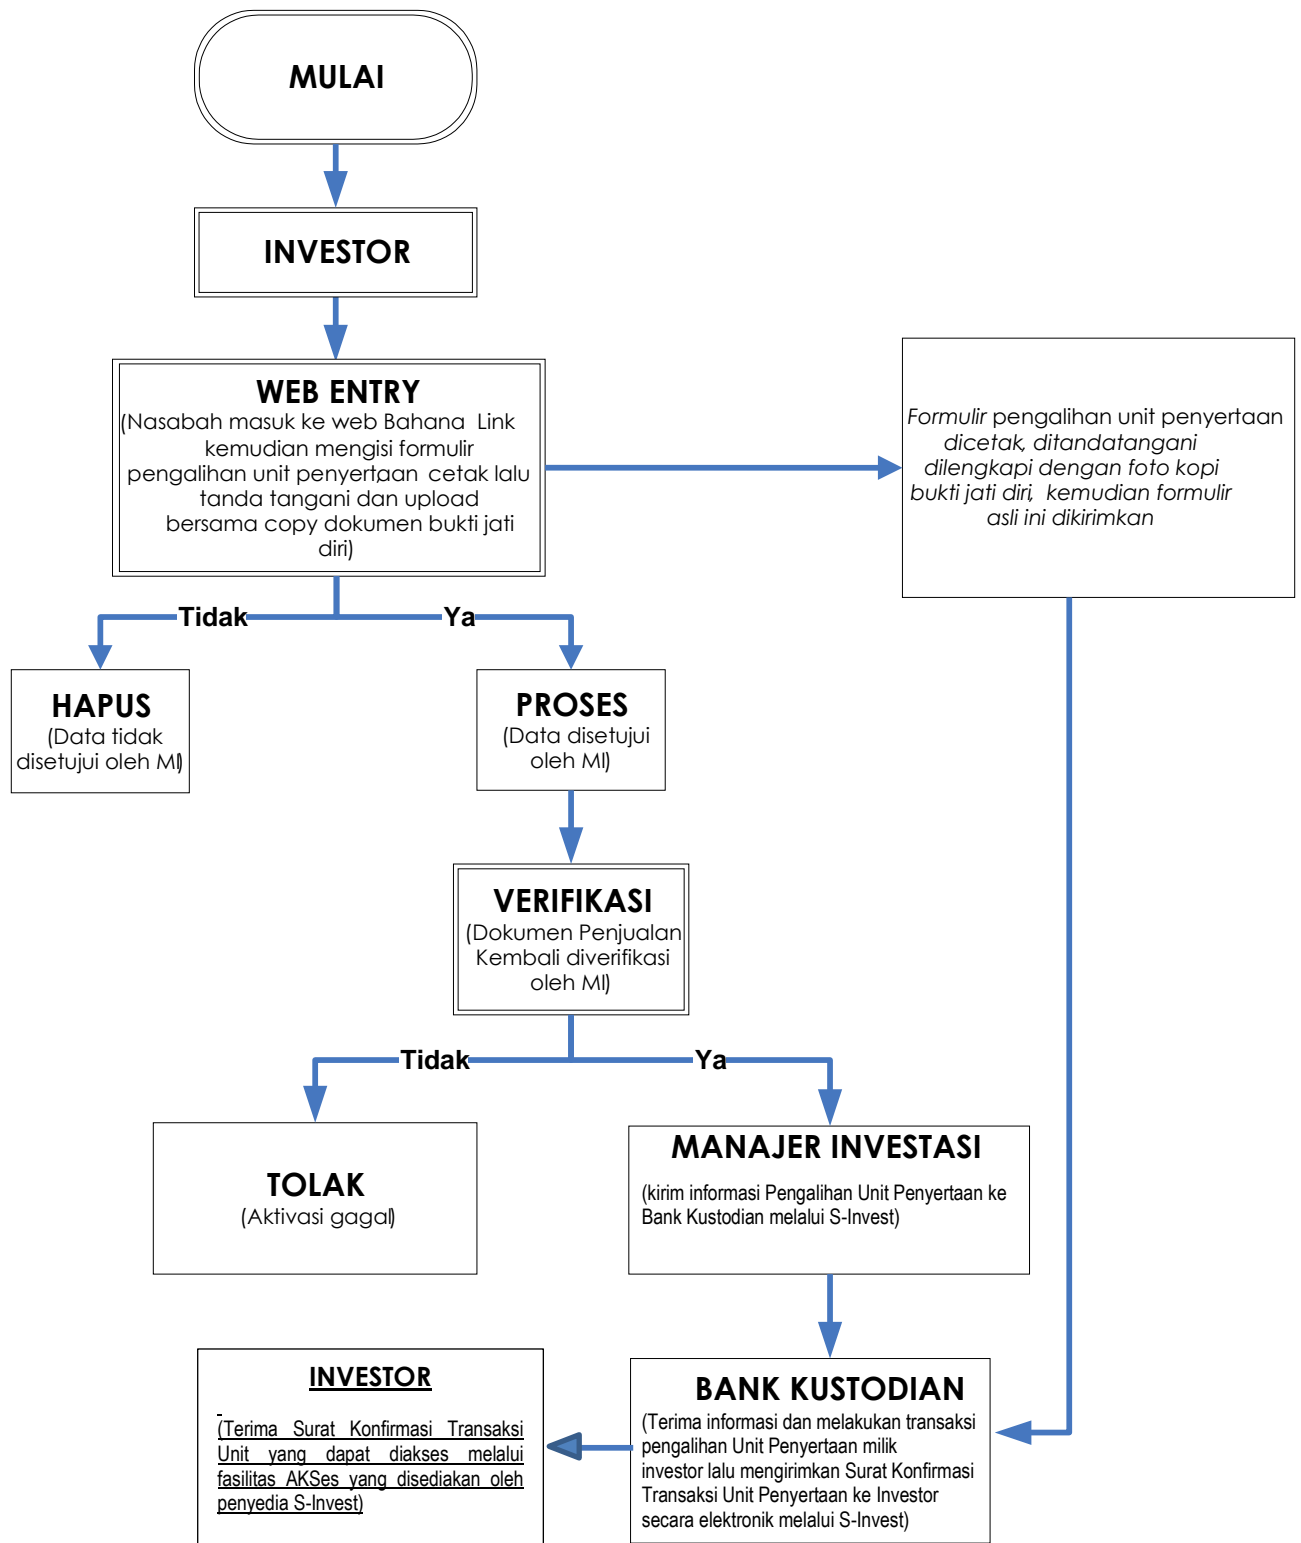 MULAI
INVESTOR
WEB ENTRY
(Nasabah masuk ke web Bahana Link
kemudian mengisi formulir
pengalihan unit penyertaan, cetak lalu
tanda tangani dan upload
bersama copy dokumen bukti jati
diri)
Formulir pengalihan unit penyertaan
dicetak, ditandatangani
dilengkapi dengan foto kopi
bukti jati diri, kemudian formulir
asli ini dikirimkan
Tidak
Ya
HAPUS
(Data tidak
disetujui oleh MI)
PROSES
(Data disetujui
oleh MI)
VERIFIKASI
(Dokumen Penjualan
Kembali diverifikasi
oleh MI)
Tidak
Ya
TOLAK
(Aktivasi gagal)
MANAJER INVESTASI
(kirim informasi Pengalihan Unit Penyertaan ke
Bank Kustodian melalui S-Invest)
BANK KUSTODIAN
(Terima informasi dan melakukan transaksi
pengalihan Unit Penyertaan milik
investor lalu mengirimkan Surat Konfirmasi
Transaksi Unit Penyertaan ke Investor
secara elektronik melalui S-Invest)
INVESTOR
(Terima Surat Konfirmasi Transaksi
Unit yang dapat diakses melalui
fasilitas AKSes yang disediakan oleh
penyedia S-Invest)